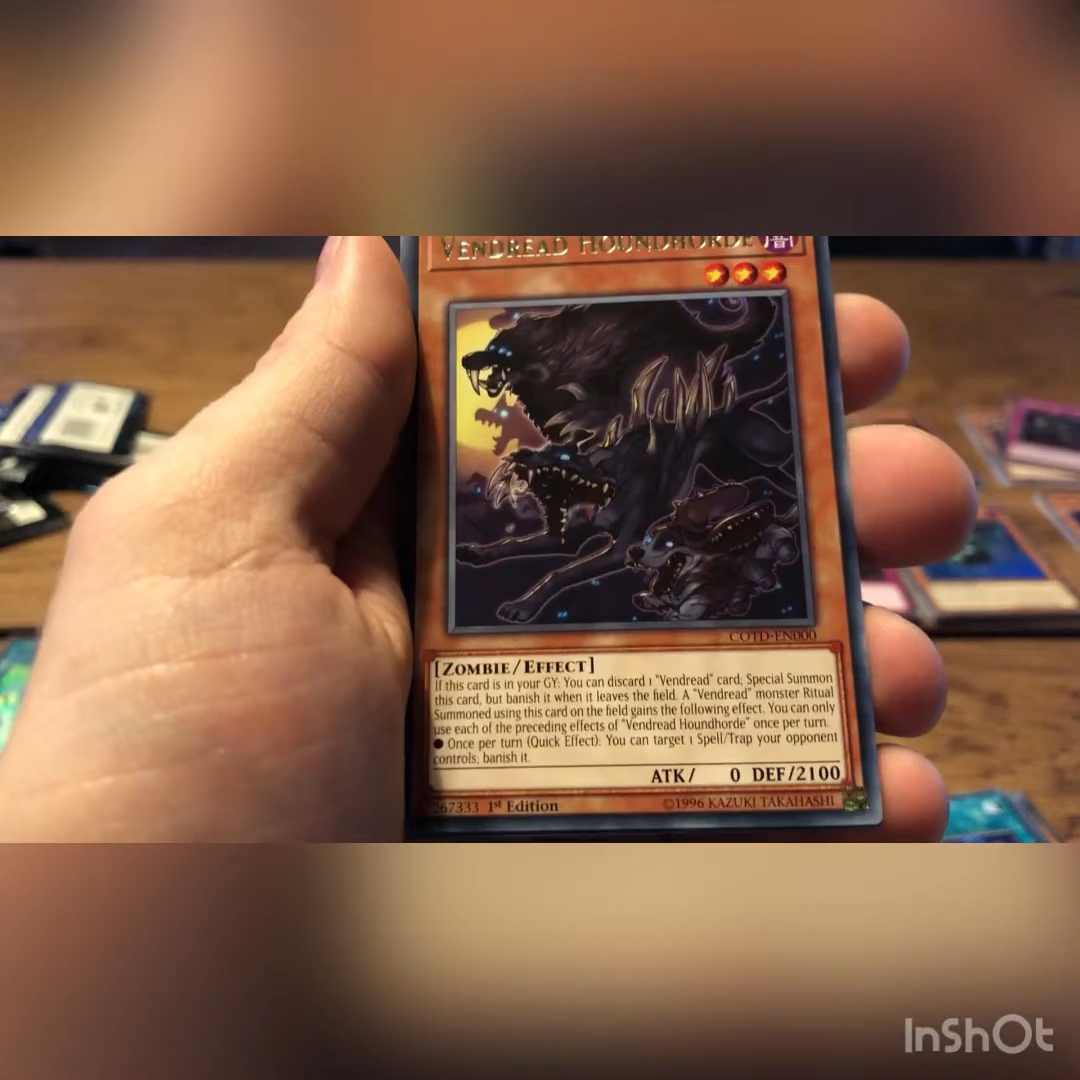 VENDREAD HOUNDHORDE
COTD-EN000
[ZOMBIE/EFFECT]
If this card is in your GY: You can discard 1 "Vendread" card; Special Summon
this card, but banish it when it leaves the field. A "Vendread" monster Ritual
Summoned using this card on the field gains the following effect. You can only
use each of the preceding effects of "Vendread Houndhorde" once per turn.
● Once per turn (Quick Effect): You can target 1 Spell/Trap your opponent
controls; banish it.
ATK/ 0 DEF/2100
267333 1st Edition ©1996 KAZUKI TAKAHASHI
InShOt